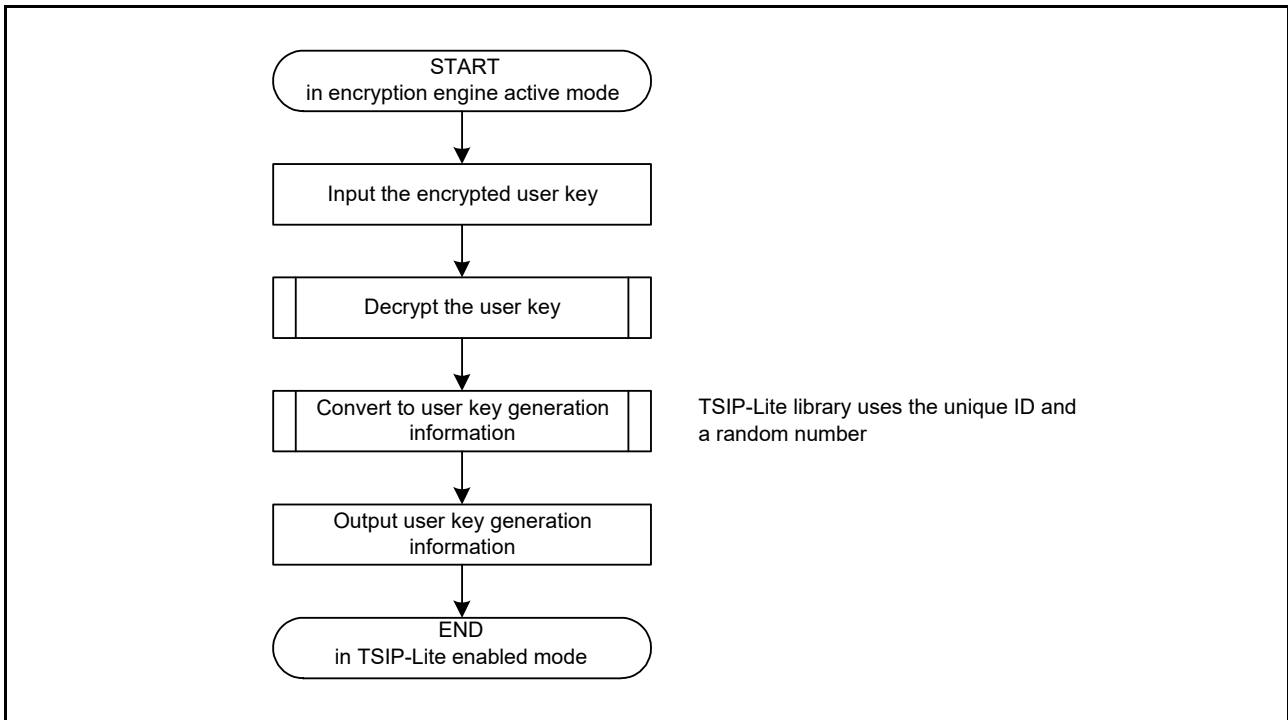 START
in encryption engine active mode
Input the encrypted user key
Decrypt the user key
Convert to user key generation
information
TSIP-Lite library uses the unique ID and
a random number
Output user key generation
information
END
in TSIP-Lite enabled mode